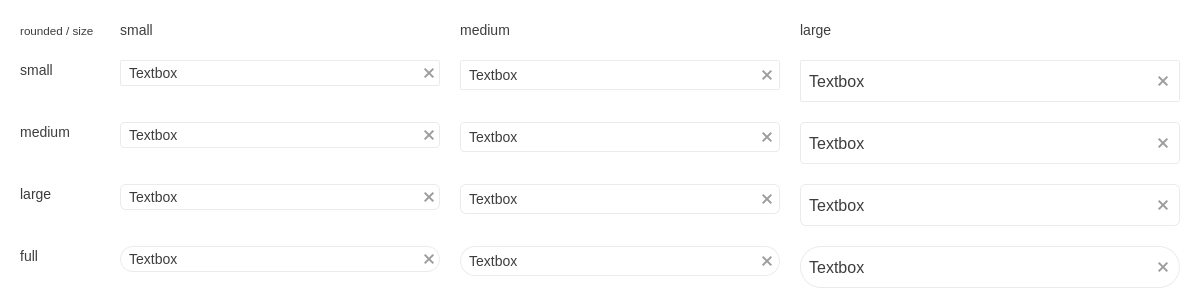 rounded / size small medium large
small Textbox Textbox Textbox
medium Textbox Textbox Textbox
large Textbox Textbox Textbox
full Textbox Textbox Textbox